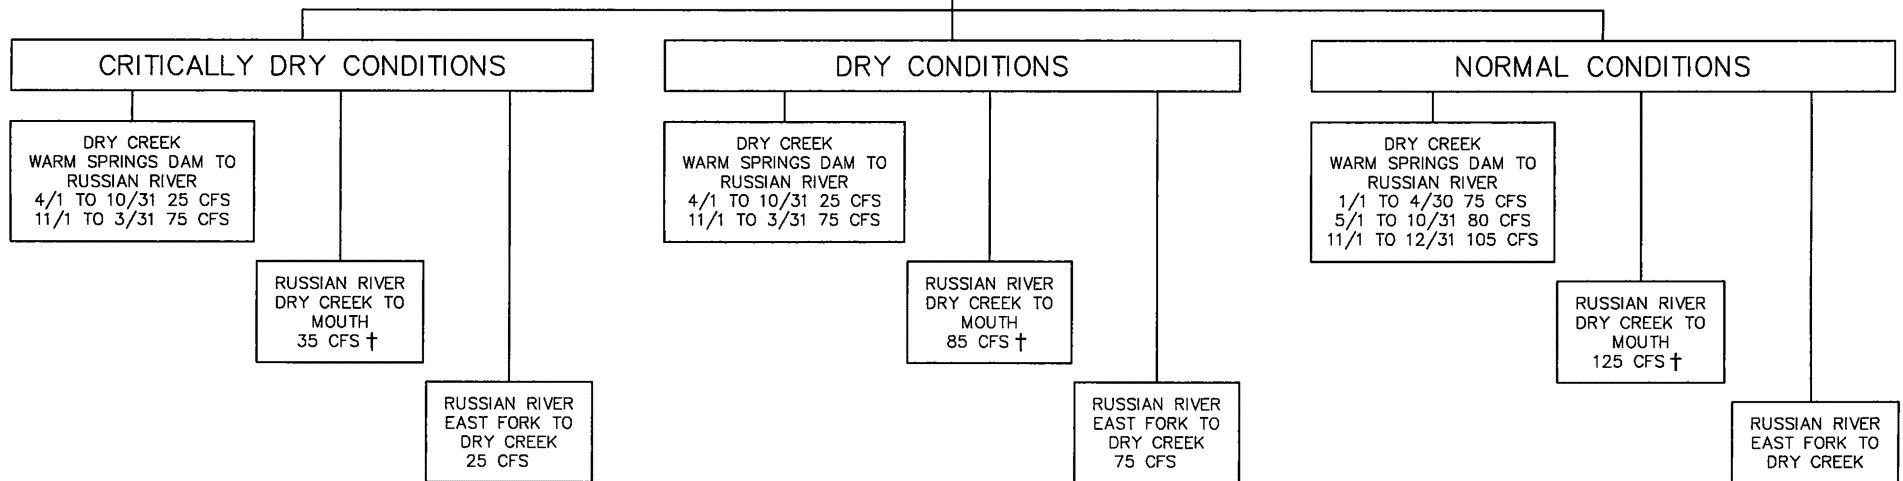 CRITICALLY DRY CONDITIONS
DRY CREEK
WARM SPRINGS DAM TO
RUSSIAN RIVER
4/1 TO 10/31 25 CFS
11/1 TO 3/31 75 CFS
RUSSIAN RIVER
DRY CREEK TO
MOUTH
35 CFS †
RUSSIAN RIVER
EAST FORK TO
DRY CREEK
25 CFS
DRY CONDITIONS
DRY CREEK
WARM SPRINGS DAM TO
RUSSIAN RIVER
4/1 TO 10/31 25 CFS
11/1 TO 3/31 75 CFS
RUSSIAN RIVER
DRY CREEK TO
MOUTH
85 CFS †
RUSSIAN RIVER
EAST FORK TO
DRY CREEK
75 CFS
NORMAL CONDITIONS
DRY CREEK
WARM SPRINGS DAM TO
RUSSIAN RIVER
1/1 TO 4/30 75 CFS
5/1 TO 10/31 80 CFS
11/1 TO 12/31 105 CFS
RUSSIAN RIVER
DRY CREEK TO
MOUTH
125 CFS †
RUSSIAN RIVER
EAST FORK TO
DRY CREEK